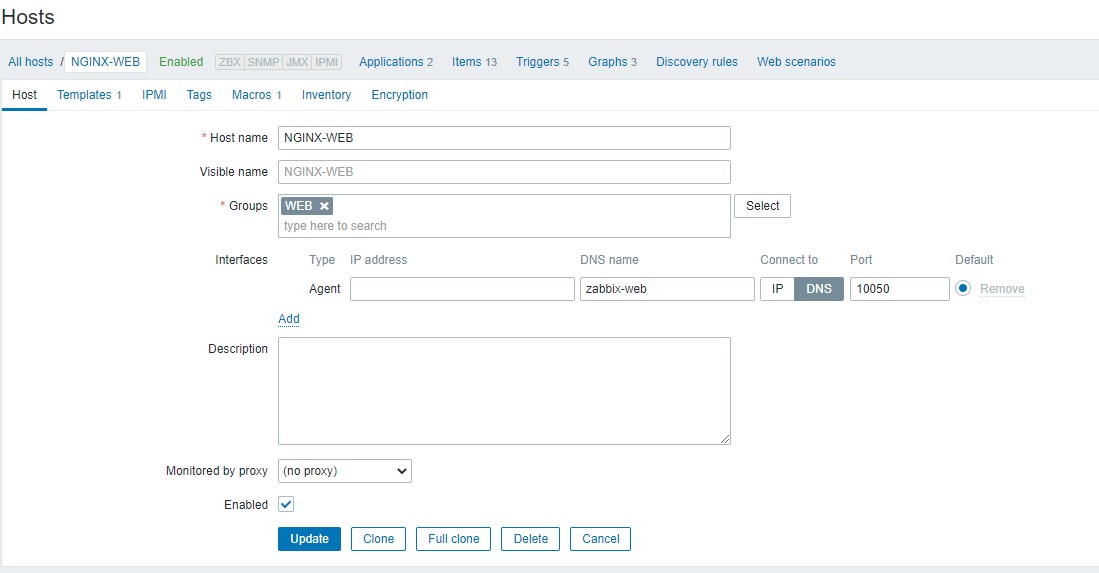 Hosts
All hosts / NGINX-WEB Enabled ZBX SNMP JMX IPMI Applications 2 Items 13 Triggers 5 Graphs 3 Discovery rules Web scenarios
Host Templates 1 IPMI Tags Macros 1 Inventory Encryption
* Host name NGINX-WEB
Visible name NGINX-WEB
* Groups WEB × Select
type here to search
Interfaces Type IP address DNS name Connect to Port Default
Agent zabbix-web IP DNS 10050 Remove
Add
Description
Monitored by proxy (no proxy)
Enabled
Update Clone Full clone Delete Cancel